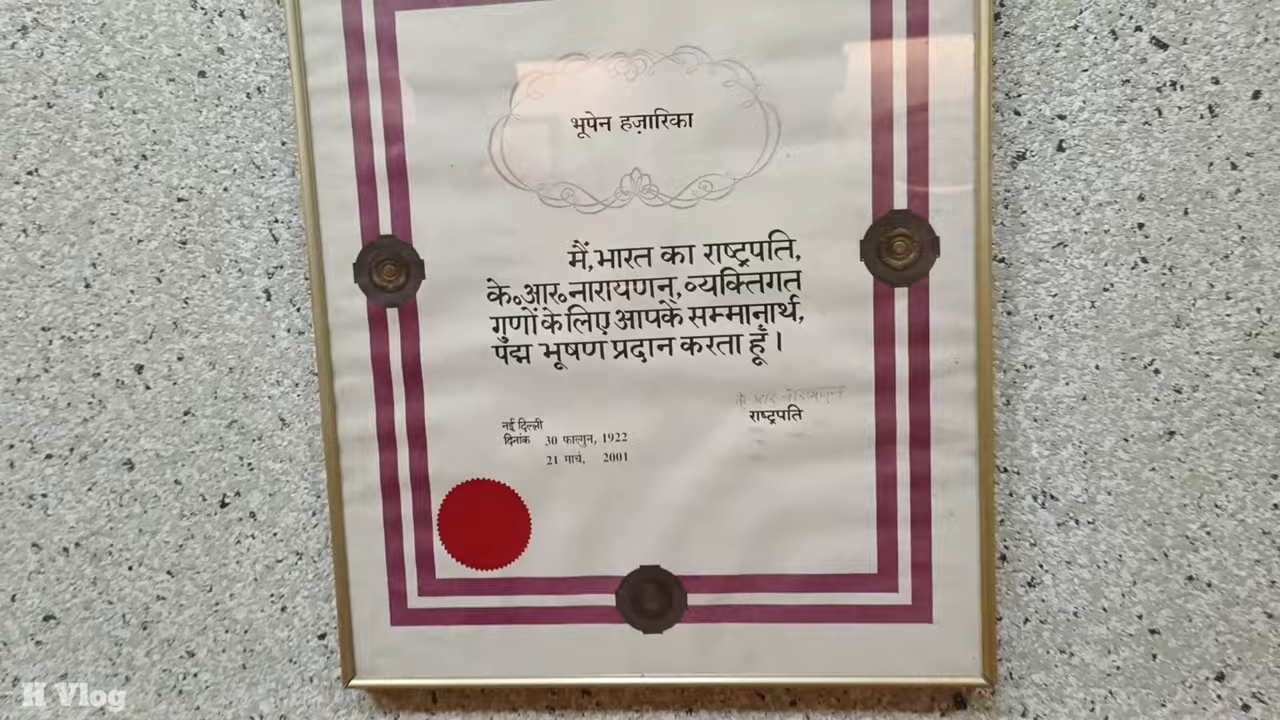 भूपेन हज़ारिका
मैं, भारत का राष्ट्रपति,
के॰आर॰नारायणन, व्यक्तिगत
गुणों के लिए आपके सम्मानार्थ,
पद्म भूषण प्रदान करता हूँ।
राष्ट्रपति
नई दिल्ली
दिनांक 30 फाल्गुन, 1922
21 मार्च, 2001
H Vlog